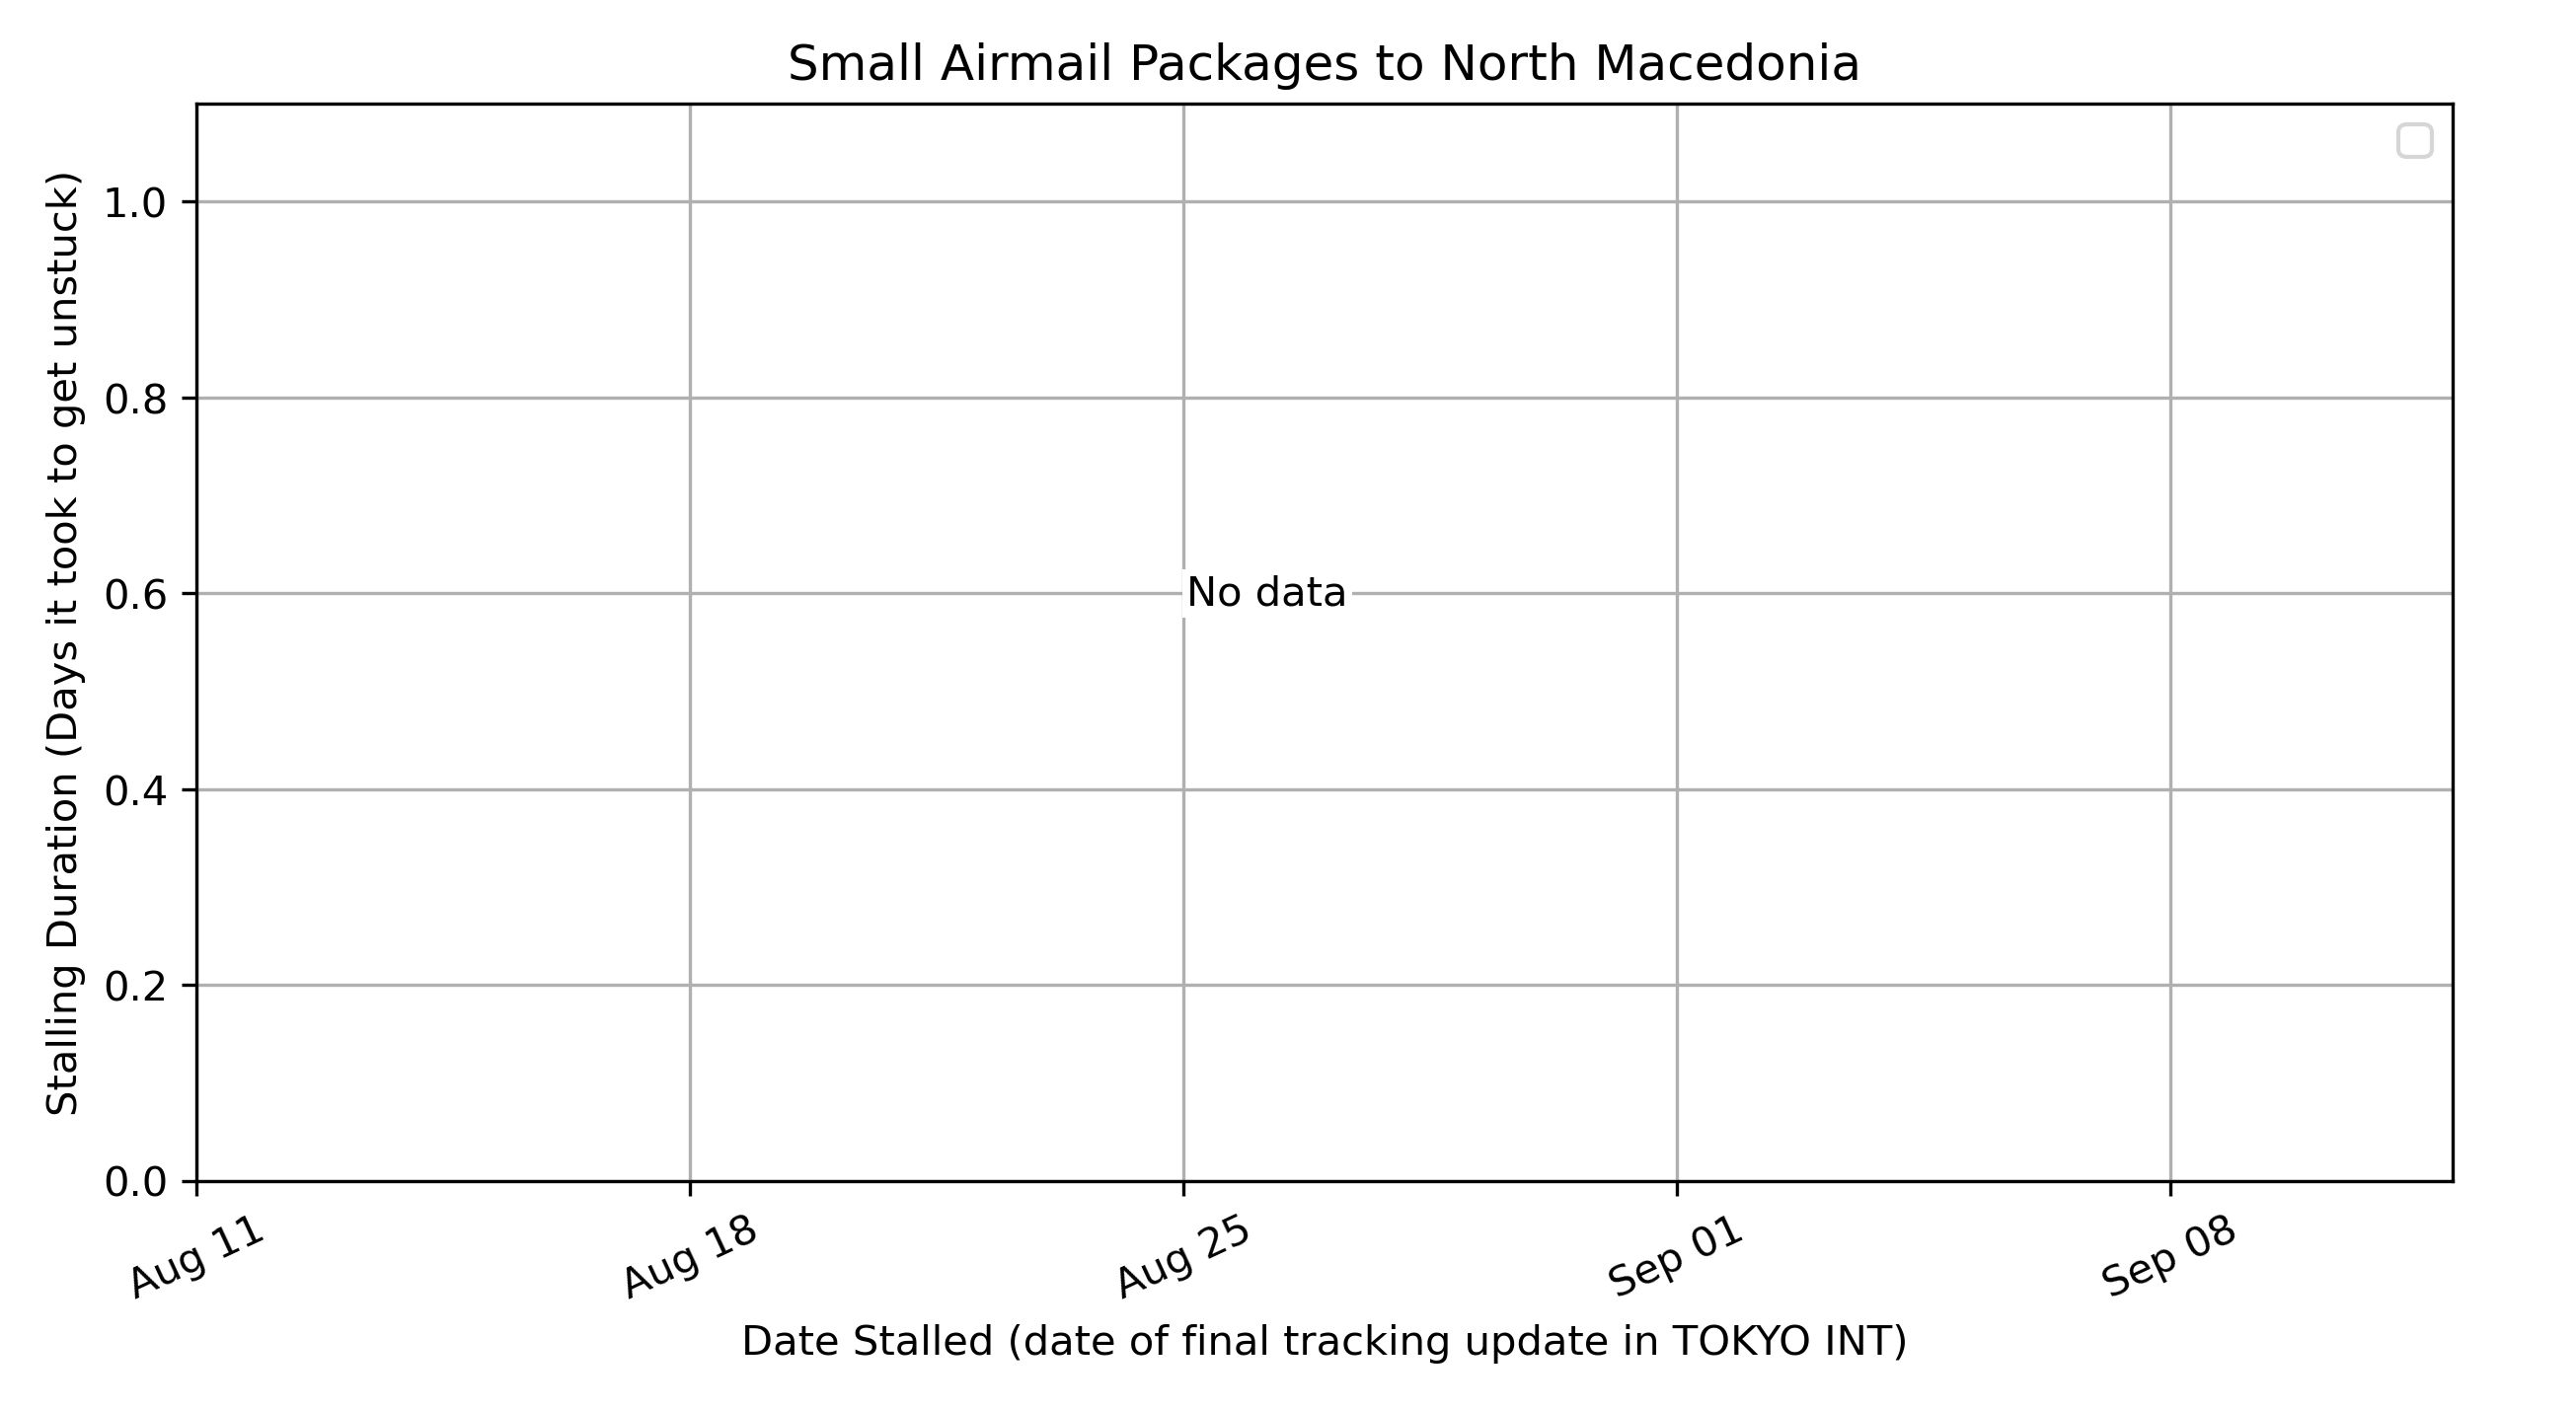 Small Airmail Packages to North Macedonia
Stalling Duration (Days it took to get unstuck)
1.0
0.8
0.6
0.4
0.2
0.0
No data
Aug 11
Aug 18
Aug 25
Sep 01
Sep 08
Date Stalled (date of final tracking update in TOKYO INT)